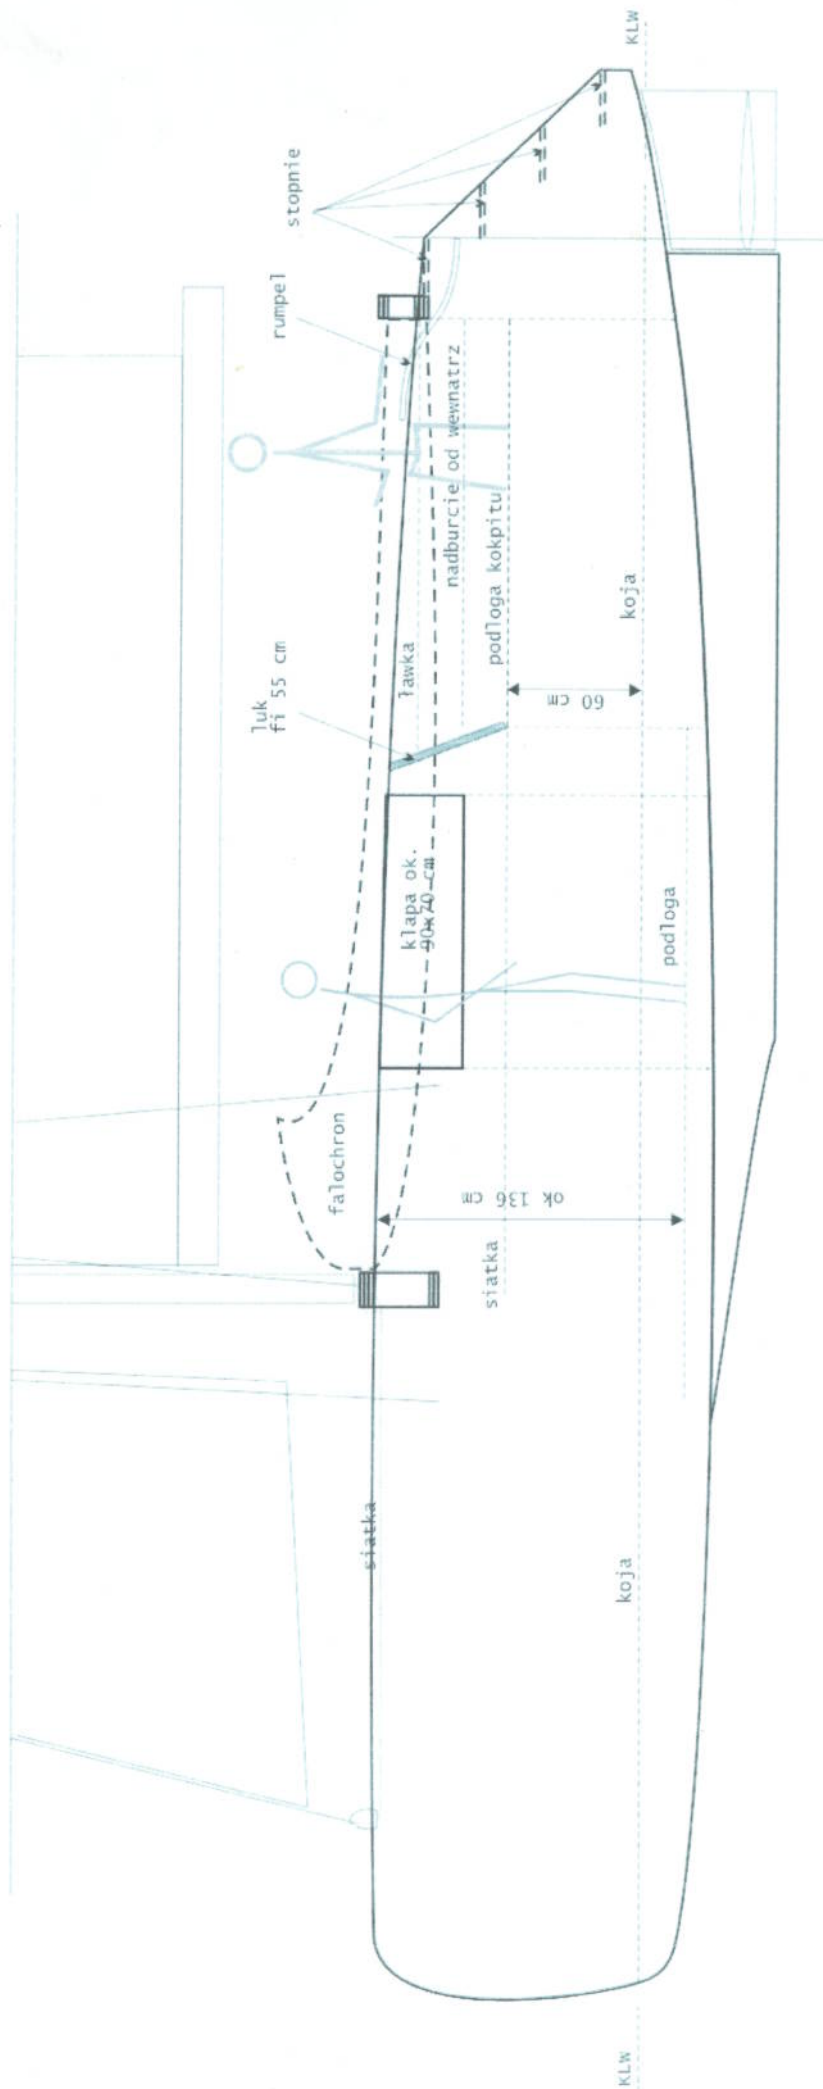 luk
fi 55 cm
rumpel
stopnie
falochron
siatka
klapa ok.
90x70 cm
ławka
nadburcie od wewnatrz
siatka
podloga kokpitu
ok 136 cm
60 cm
KLW
koja
koja
KLW
podloga